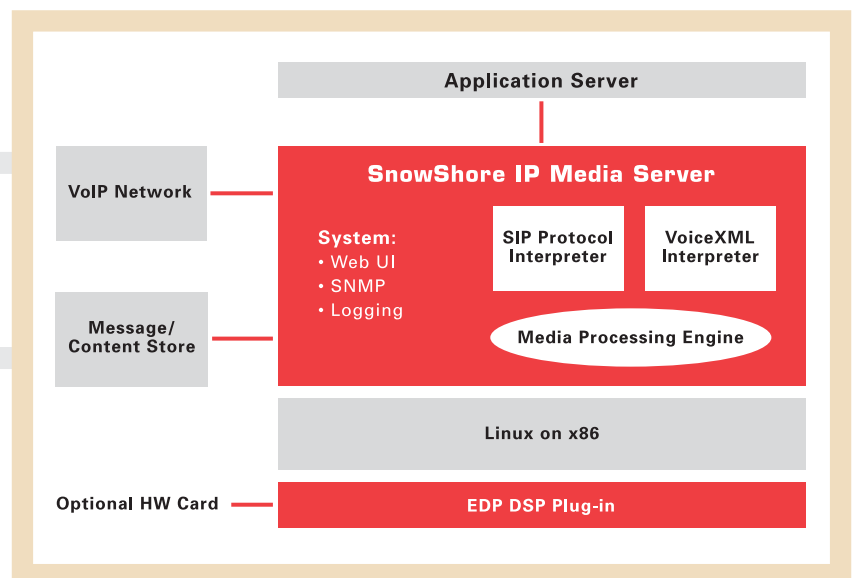 Application Server
SnowShore IP Media Server
VoIP Network
System:
• Web UI
• SNMP
• Logging
SIP Protocol
Interpreter
VoiceXML
Interpreter
Message/
Content Store
Media Processing Engine
Linux on x86
Optional HW Card
EDP DSP Plug-in